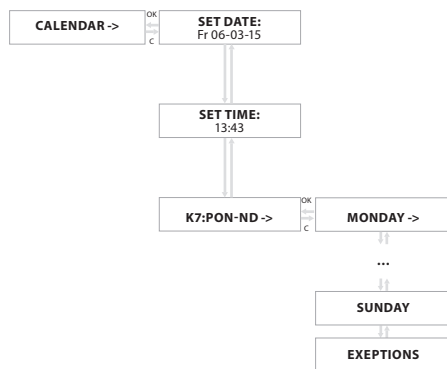 CALENDAR ->
OK
C
SET DATE:
Fr 06-03-15
SET TIME:
13:43
K7:PON-ND ->
OK
C
MONDAY ->
...
SUNDAY
EXEPTIONS